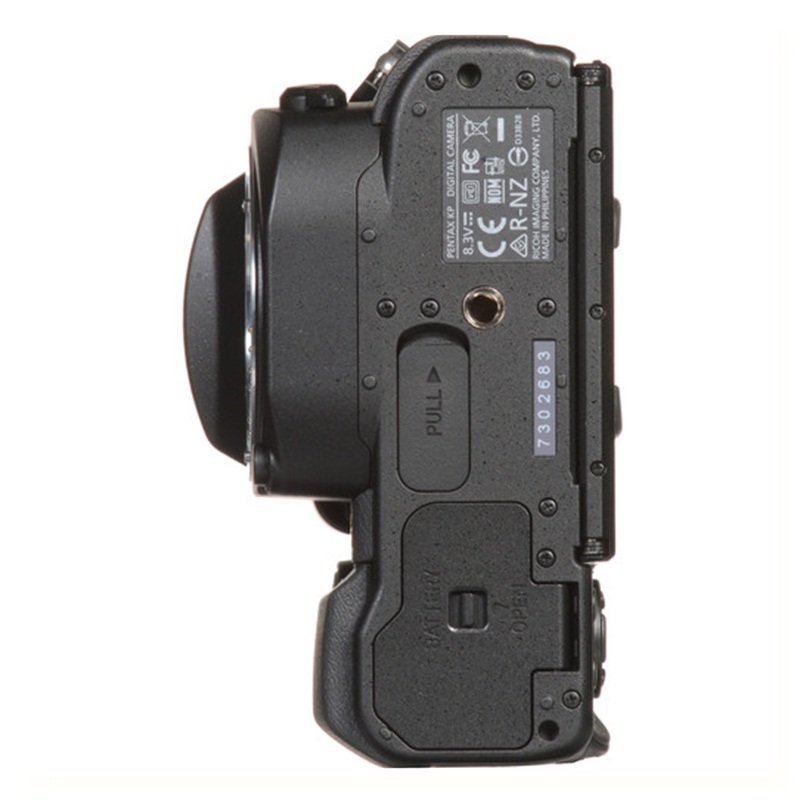 PENTAX KP DIGITAL CAMERA
8.3V
FC
CE
NOM
D33828
R-NZ
RICOH IMAGING COMPANY, LTD.
MADE IN PHILIPPINES
PULL
7302683
BATTERY
OPEN